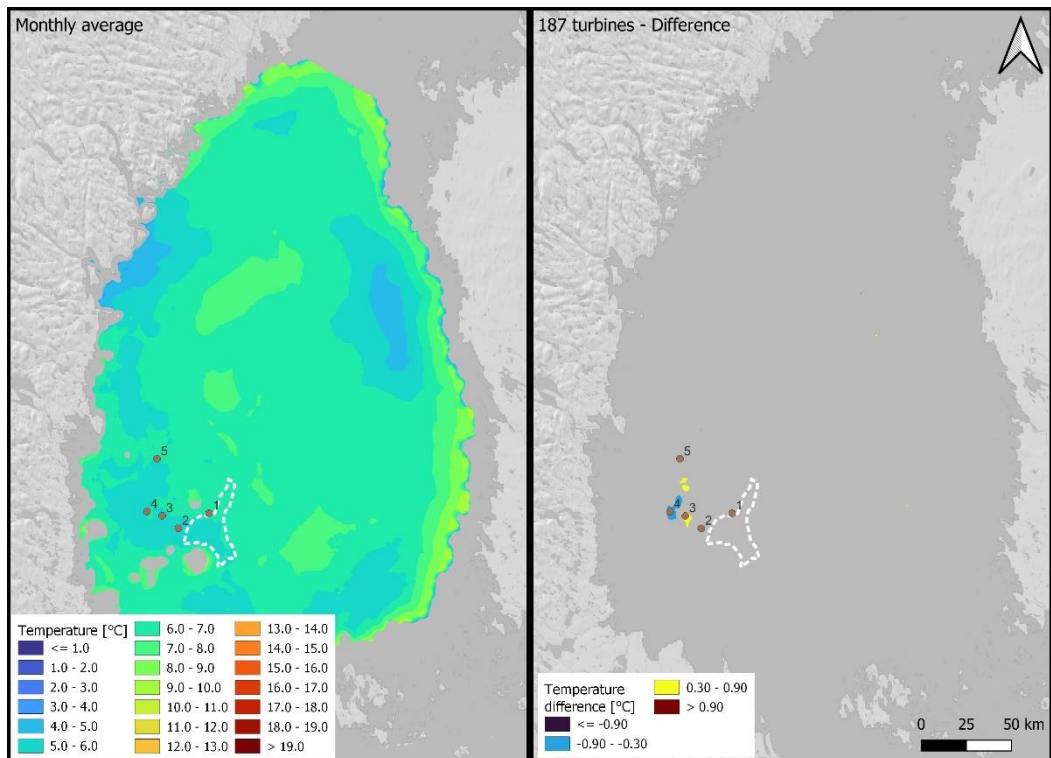 Monthly average
187 turbines - Difference
5
4
3
2
1
5
4
3
2
1
Temperature [°C]
<= 1.0
1.0 - 2.0
2.0 - 3.0
3.0 - 4.0
4.0 - 5.0
5.0 - 6.0
6.0 - 7.0
7.0 - 8.0
8.0 - 9.0
9.0 - 10.0
10.0 - 11.0
11.0 - 12.0
12.0 - 13.0
13.0 - 14.0
14.0 - 15.0
15.0 - 16.0
16.0 - 17.0
17.0 - 18.0
18.0 - 19.0
> 19.0
Temperature
difference [°C]
<= -0.90
-0.90 - -0.30
0.30 - 0.90
> 0.90
0 25 50 km